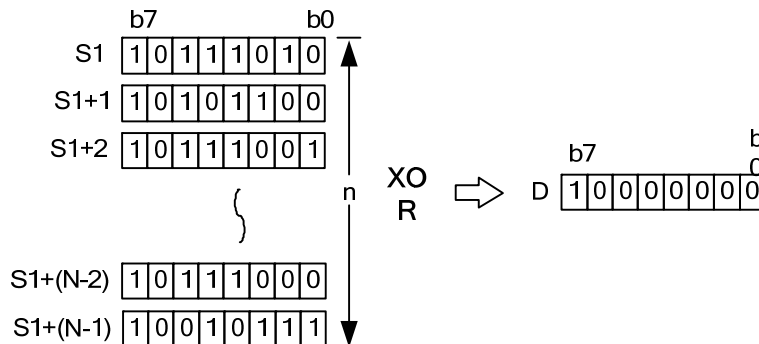 b7 b0
S1 1 0 1 1 1 0 1 0
S1+1 1 0 1 0 1 1 0 0
S1+2 1 0 1 1 1 0 0 1
n
XO
R
b7 b
0
D 1 0 0 0 0 0 0 0
S1+(N-2) 1 0 1 1 1 0 0 0
S1+(N-1) 1 0 0 1 0 1 1 1